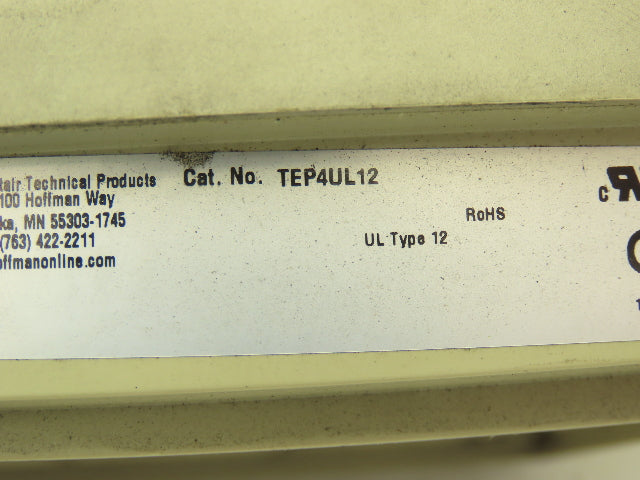 tair Technical Products
100 Hoffman Way
ka, MN 55303-1745
(763) 422-2211
offmanonline.com
Cat. No. TEP4UL12
RoHS
UL Type 12
c